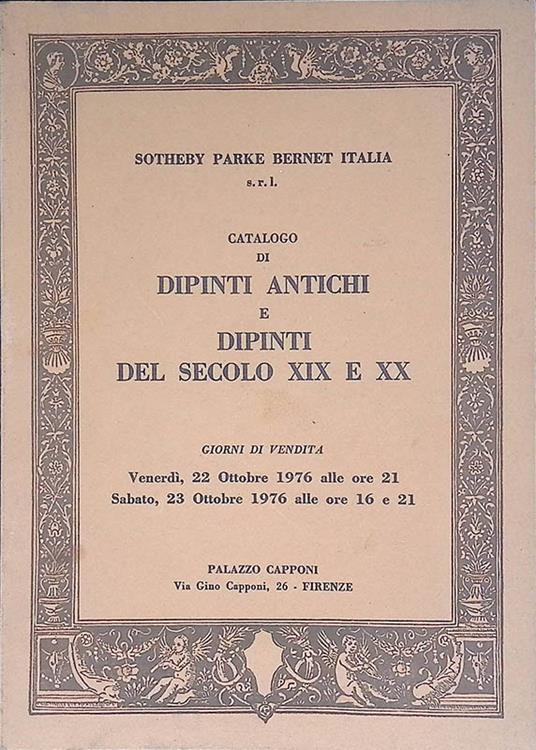 SOTHEBY PARKE BERNET ITALIA
s.r.l.
CATALOGO
DI
DIPINTI ANTICHI
E
DIPINTI
DEL SECOLO XIX E XX
GIORNI DI VENDITA
Venerdì, 22 Ottobre 1976 alle ore 21
Sabato, 23 Ottobre 1976 alle ore 16 e 21
PALAZZO CAPPONI
Via Gino Capponi, 26 - FIRENZE